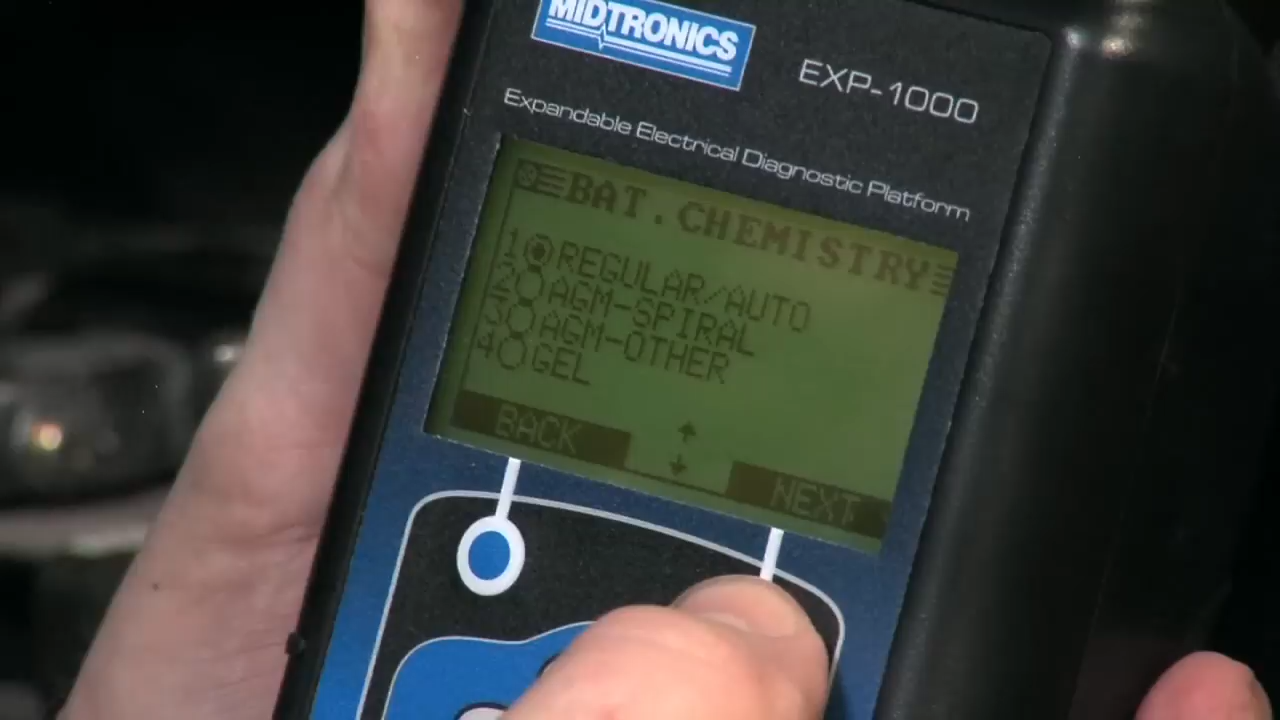 MIDTRONICS
EXP-1000
Expandable Electrical Diagnostic Platform
BAT.CHEMISTRY
1 REGULAR/AUTO
2 AGM-SPIRAL
3 AGM-OTHER
4 GEL
BACK
NEXT